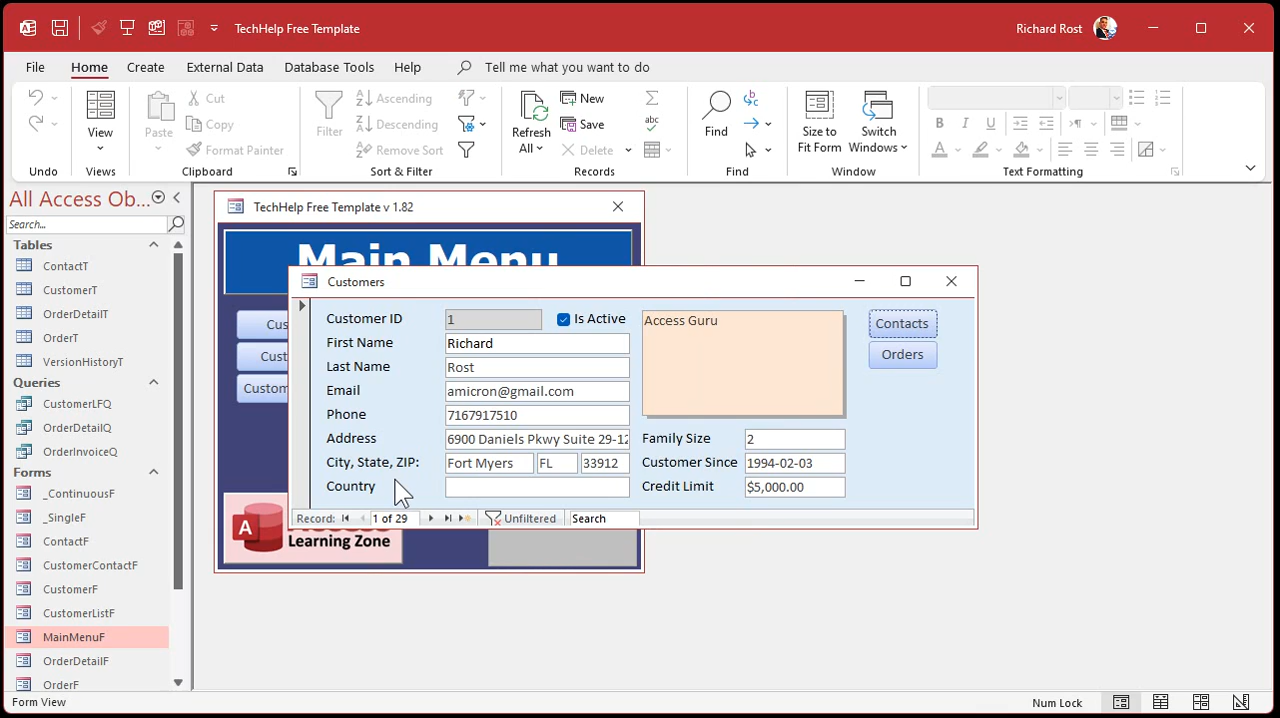 TechHelp Free Template
Richard Rost
File Home Create External Data Database Tools Help Tell me what you want to do
View
Paste
Cut
Copy
Format Painter
Filter
Ascending
Descending
Remove Sort
Refresh All
New
Save
Delete
Find
Size to Fit Form
Switch Windows
Undo Views Clipboard Sort & Filter Records Find Window Text Formatting
All Access Ob...
Search...
Tables
ContactT
CustomerT
OrderDetailT
OrderT
VersionHistoryT
Queries
CustomerLFQ
OrderDetailQ
OrderInvoiceQ
Forms
_ContinuousF
_SingleF
ContactF
CustomerContactF
CustomerF
CustomerListF
MainMenuF
OrderDetailF
OrderF
TechHelp Free Template v 1.82
Main Menu
Cus
Cust
Custom
A
Learning Zone
Customers
Customer ID 1 Is Active
First Name Richard
Last Name Rost
Email amicron@gmail.com
Phone 7167917510
Address 6900 Daniels Pkwy Suite 29-12
City, State, ZIP: Fort Myers FL 33912
Country
Access Guru
Family Size 2
Customer Since 1994-02-03
Credit Limit $5,000.00
Contacts
Orders
Record: 1 of 29 Unfiltered Search
Form View
Num Lock